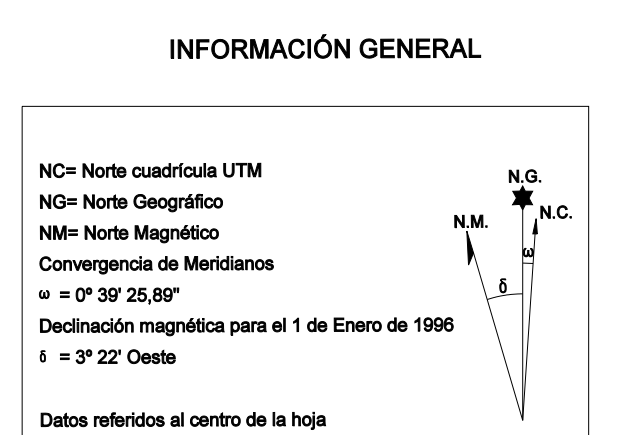 INFORMACIÓN GENERAL
NC= Norte cuadrícula UTM
NG= Norte Geográfico
NM= Norte Magnético
Convergencia de Meridianos
ω = 0º 39' 25,89"
Declinación magnética para el 1 de Enero de 1996
δ = 3º 22' Oeste
Datos referidos al centro de la hoja
N.G.
N.C.
N.M.
ω
δ